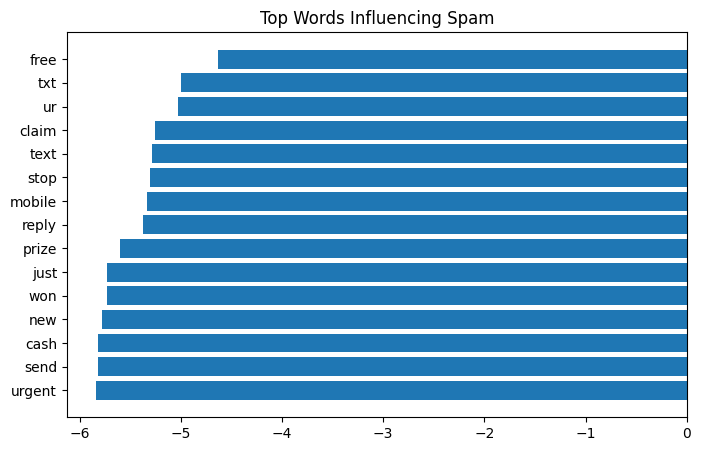 Top Words Influencing Spam
free
txt
ur
claim
text
stop
mobile
reply
prize
just
won
new
cash
send
urgent
−6 −5 −4 −3 −2 −1 0